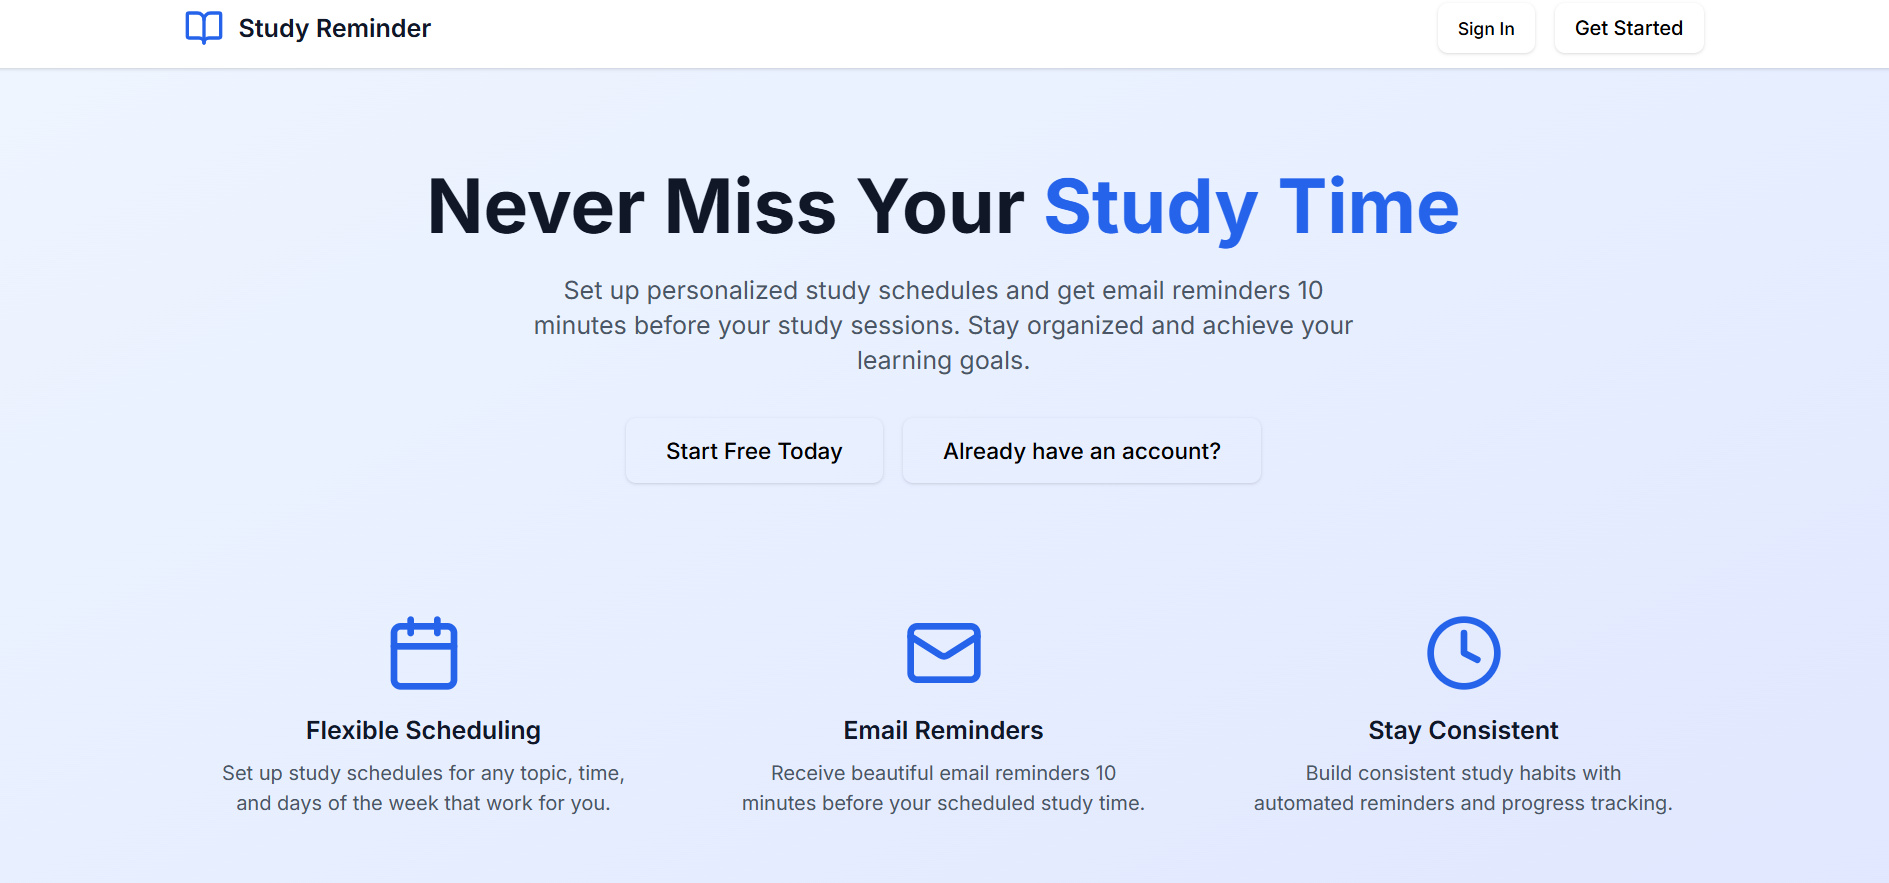 Study Reminder
Sign In
Get Started
Never Miss Your Study Time
Set up personalized study schedules and get email reminders 10
minutes before your study sessions. Stay organized and achieve your
learning goals.
Start Free Today
Already have an account?
Flexible Scheduling
Set up study schedules for any topic, time,
and days of the week that work for you.
Email Reminders
Receive beautiful email reminders 10
minutes before your scheduled study time.
Stay Consistent
Build consistent study habits with
automated reminders and progress tracking.